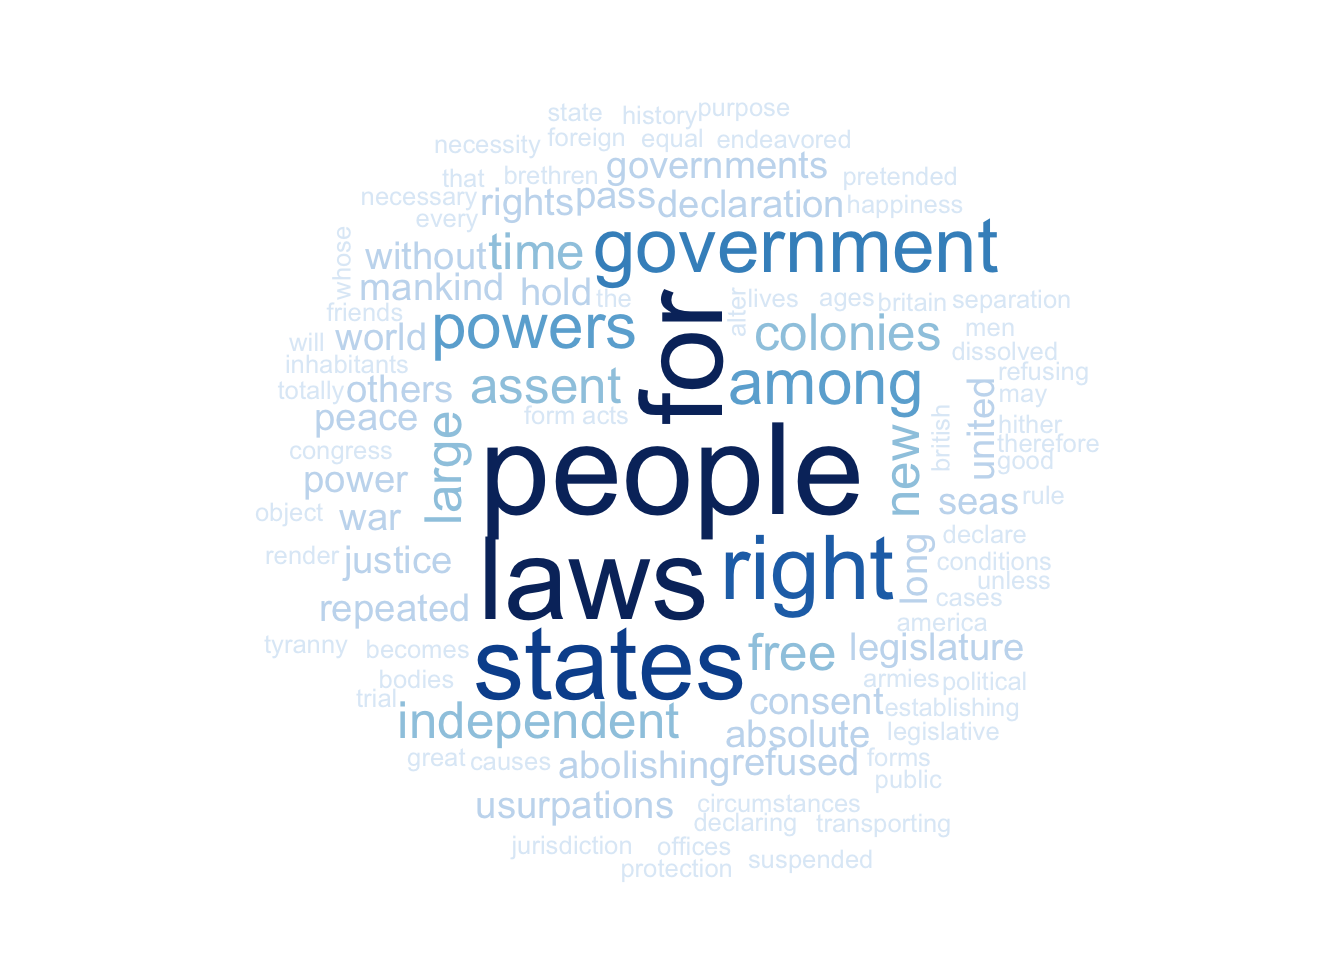 state history purpose
necessity foreign equal endeavored
that brethren governments pretended
necessary rights pass declaration happiness
every
whose without time government
mankind hold the for alter lives ages britain separation
friends
will world powers colonies men
inhabitants dissolved
totally others assent among refusing
may
peace form acts large people new british united hither
therefore
congress good
power seas rule
object war
declare
render justice laws right long conditions
unless
repeated cases
america
tyranny becomes states free legislature
bodies armies political
trial consent establishing
independent absolute legislative
great causes abolishing refused forms
public
usurpations circumstances
declaring transporting
jurisdiction offices
protection suspended